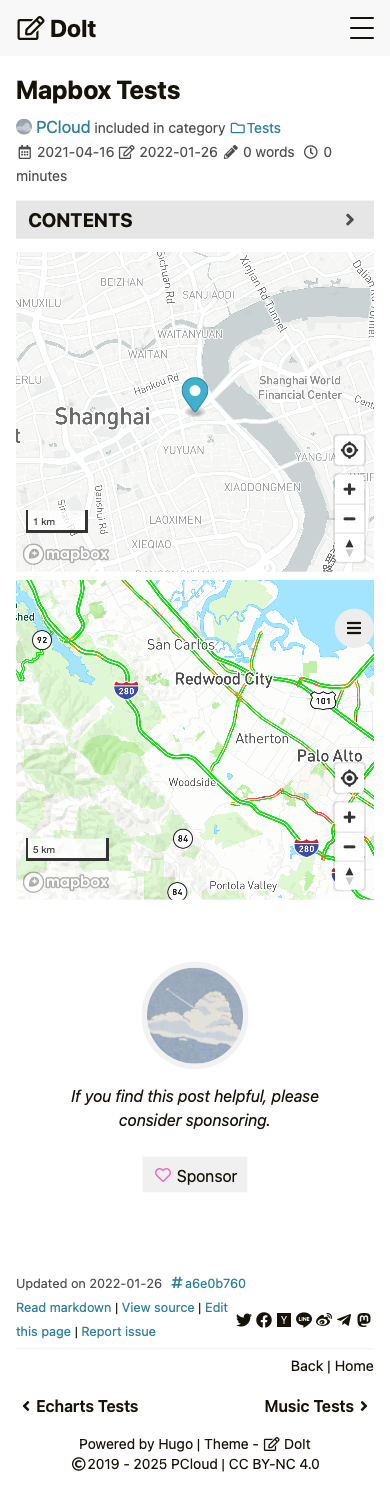 DoIt
Mapbox Tests
PCloud included in category Tests
2021-04-16 2022-01-26 0 words 0
minutes
CONTENTS
Sichuan Rd
Xinjian Rd Tunnel
BEIZHAN
SANJIAODI
NMUXILU
WAITANYUAN
WAITAN
ERLU
Hankou Rd
Shanghai World
Financial Center
Shanghai
t
YUYUAN
YANGJIA
XIAODONGMEN
Danshui Rd
1 km
LAOXIMEN
XIEQIAO
mapbox
shed
92
San Carlos
280
Redwood City
101
Atherton
Palo Alto
Woodside
84
5 km
280
mapbox
84
Portola Valley
If you find this post helpful, please
consider sponsoring.
Sponsor
Updated on 2022-01-26 #a6e0b760
Read markdown | View source | Edit
this page | Report issue
Back | Home
Echarts Tests Music Tests
Powered by Hugo | Theme - DoIt
©2019 - 2025 PCloud | CC BY-NC 4.0